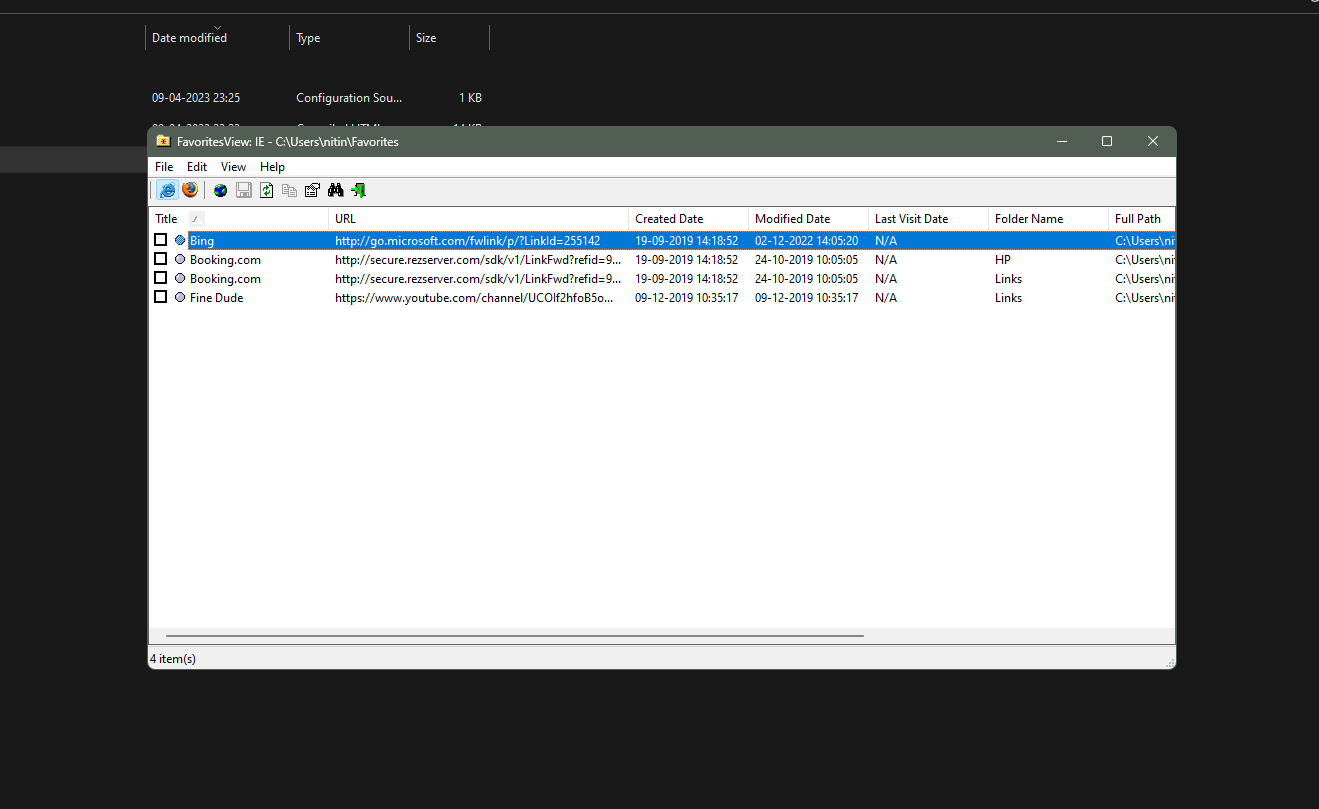 Date modified Type Size
09-04-2023 23:25 Configuration Sou... 1 KB
FavoritesView: IE - C:\Users\nitin\Favorites
File Edit View Help
Title URL Created Date Modified Date Last Visit Date Folder Name Full Path
Bing http://go.microsoft.com/fwlink/p/?LinkId=255142 19-09-2019 14:18:52 02-12-2022 14:05:20 N/A C:\Users\ni
Booking.com http://secure.rezserver.com/sdk/v1/LinkFwd?refid=9... 19-09-2019 14:18:52 24-10-2019 10:05:05 N/A HP C:\Users\ni
Booking.com http://secure.rezserver.com/sdk/v1/LinkFwd?refid=9... 19-09-2019 14:18:52 24-10-2019 10:05:05 N/A Links C:\Users\ni
Fine Dude https://www.youtube.com/channel/UCOlf2hfoB5o... 09-12-2019 10:35:17 09-12-2019 10:35:17 N/A Links C:\Users\ni
4 item(s)